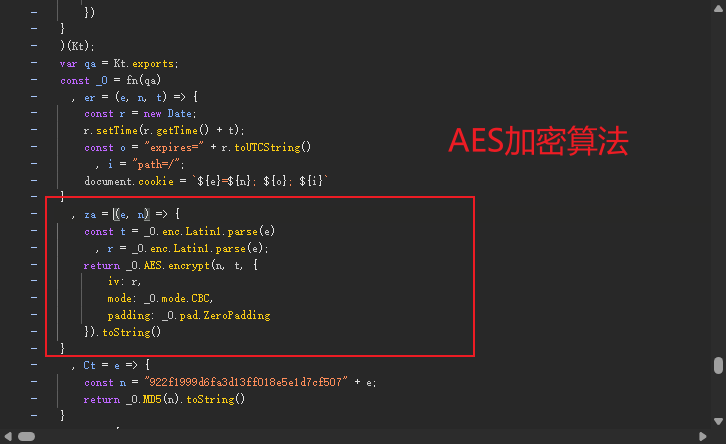 })
}
)(Kt);
var qa = Kt.exports;
const _0 = fn(qa)
, er = (e, n, t) => {
const r = new Date;
r.setTime(r.getTime() + t);
const o = "expires=" + r.toUTCString()
, i = "path=/";
document.cookie = `${e}=${n}; ${o}; ${i}`
}
AES加密算法
, za = (e, n) => {
const t = _0.enc.Latin1.parse(e)
, r = _0.enc.Latin1.parse(e);
return _0.AES.encrypt(n, t, {
iv: r,
mode: _0.mode.CBC,
padding: _0.pad.ZeroPadding
}).toString()
}
, Ct = e => {
const n = "922f1999d6fa3d13ff018e5e1d7cf507" + e;
return _0.MD5(n).toString()
}